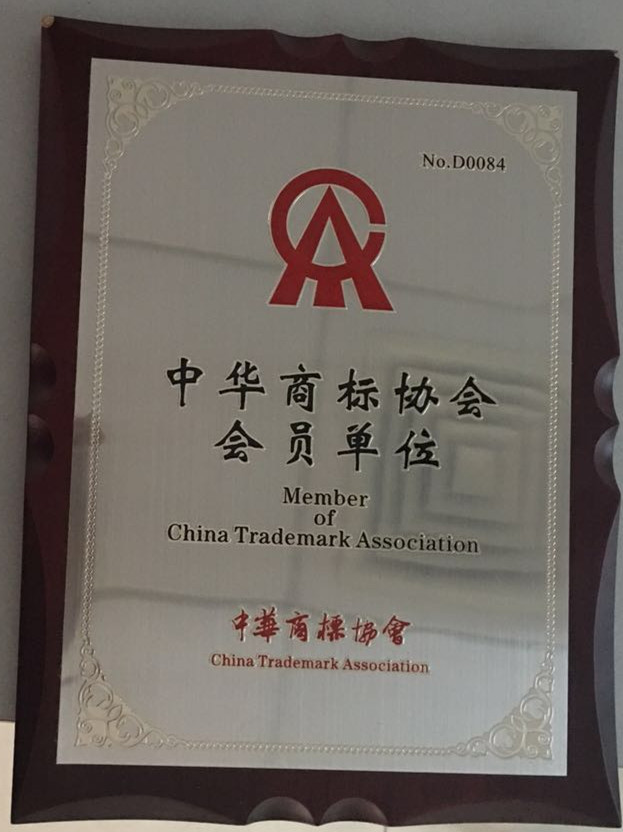 No.D0084
中华商标协会
会员单位
Member
of
China Trademark Association
中華商標協會
China Trademark Association